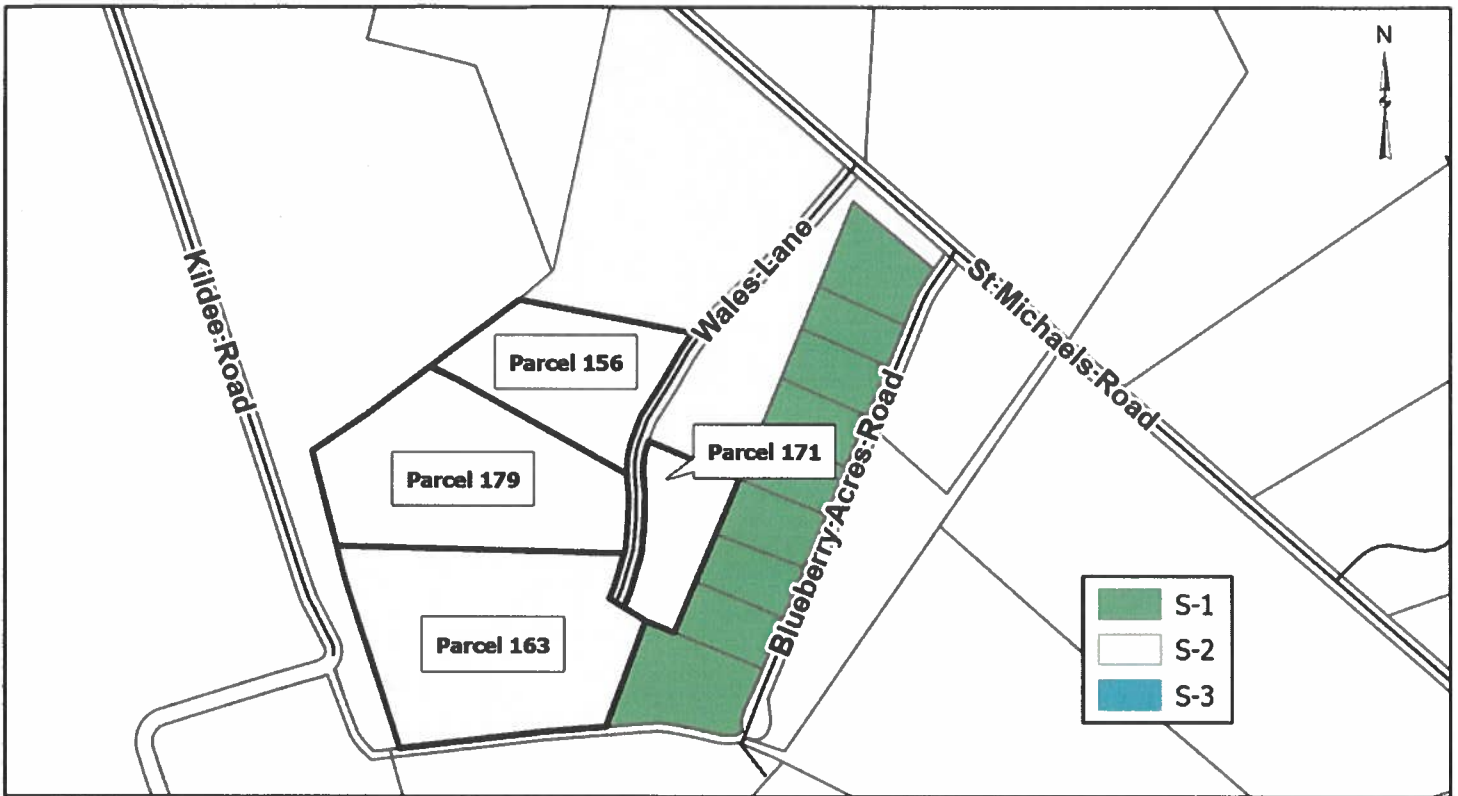 N
Kildee Road
Wales Lane
St Michaels Road
Blueberry Acres Road
Parcel 156
Parcel 171
Parcel 179
Parcel 163
S-1
S-2
S-3